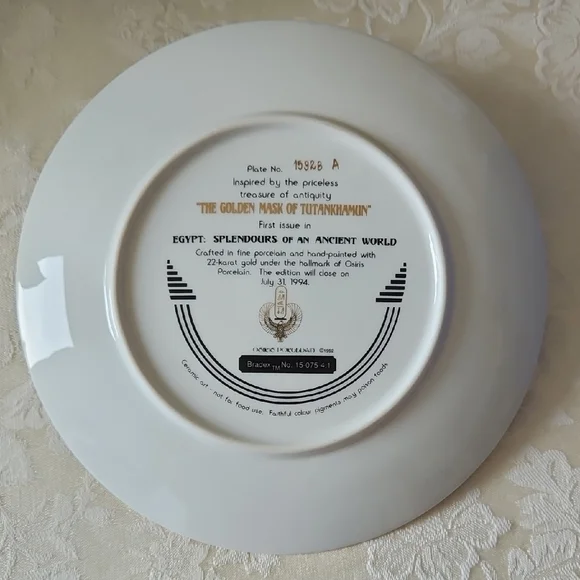 Plate No. 1592B A
Inspired by the priceless
treasure of antiquity
"THE GOLDEN MASK OF TUTANKHAMUN"
First issue in
EGYPT: SPLENDOURS OF AN ANCIENT WORLD
Crafted in fine porcelain and hand-painted with
22-karat gold under the hallmark of Osiris
Porcelain. The edition will close on
July 31, 1994.
Bradex TM No. 15 075 4.1
Ceramic art - not for food use. Faithful colour pigments may poison foods